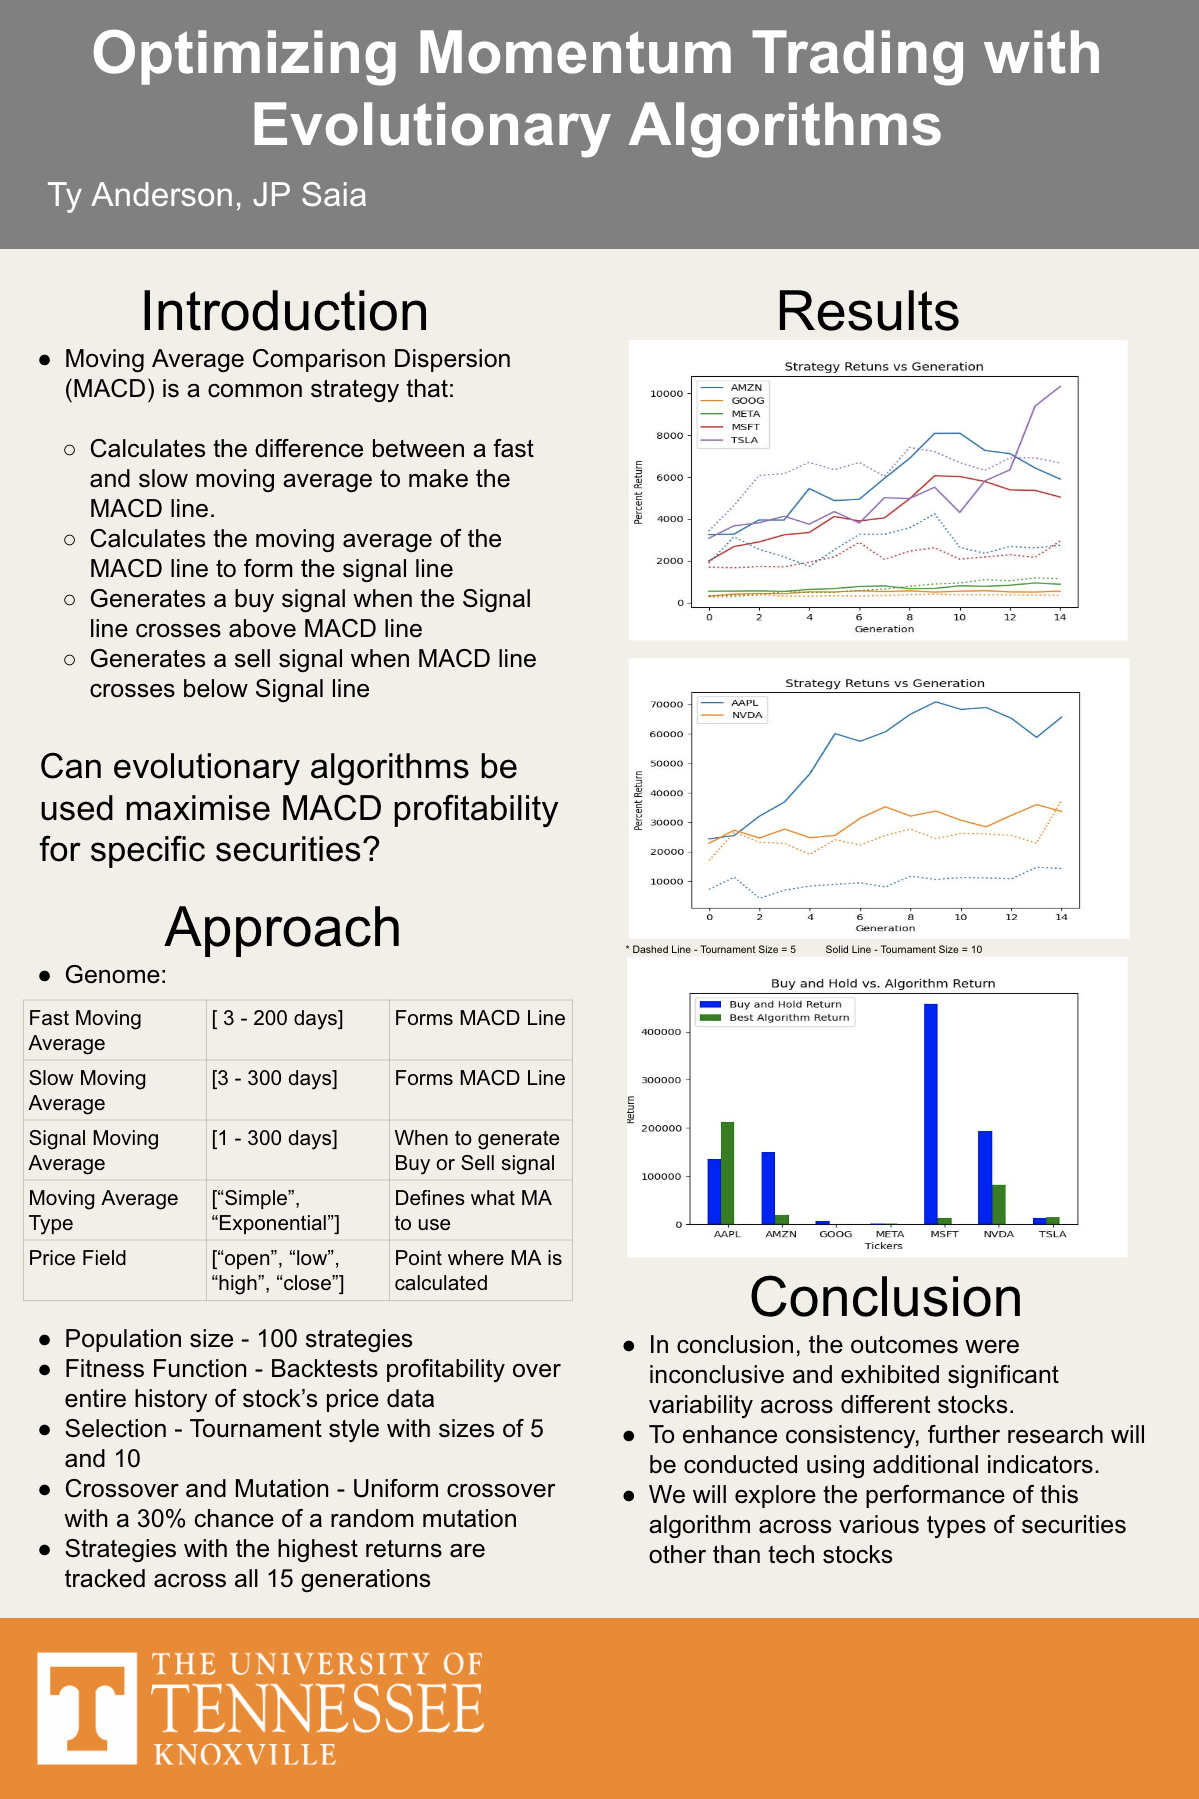 Optimizing Momentum Trading with
Evolutionary Algorithms
Ty Anderson, JP Saia
Introduction
● Moving Average Comparison Dispersion
(MACD) is a common strategy that:
○ Calculates the difference between a fast
and slow moving average to make the
MACD line.
○ Calculates the moving average of the
MACD line to form the signal line
○ Generates a buy signal when the Signal
line crosses above MACD line
○ Generates a sell signal when MACD line
crosses below Signal line
Can evolutionary algorithms be
used maximise MACD profitability
for specific securities?
Approach
● Genome:
Fast Moving
Average
[ 3 - 200 days]
Forms MACD Line
Slow Moving
Average
[3 - 300 days]
Forms MACD Line
Signal Moving
Average
[1 - 300 days]
When to generate
Buy or Sell signal
Moving Average
Type
[“Simple”,
“Exponential”]
Defines what MA
to use
Price Field
[“open”, “low”,
“high”, “close”]
Point where MA is
calculated
● Population size - 100 strategies
● Fitness Function - Backtests profitability over
entire history of stock’s price data
● Selection - Tournament style with sizes of 5
and 10
● Crossover and Mutation - Uniform crossover
with a 30% chance of a random mutation
● Strategies with the highest returns are
tracked across all 15 generations
Results
Strategy Retuns vs Generation
AMZN
GOOG
META
MSFT
TSLA
Percent Return
10000
8000
6000
4000
2000
0
0 2 4 6 8 10 12 14
Generation
Strategy Retuns vs Generation
AAPL
NVDA
Percent Return
70000
60000
50000
40000
30000
20000
10000
0 2 4 6 8 10 12 14
Generation
* Dashed Line - Tournament Size = 5 Solid Line - Tournament Size = 10
Buy and Hold vs. Algorithm Return
Buy and Hold Return
Best Algorithm Return
Return
400000
300000
200000
100000
0
AAPL AMZN GOOG META MSFT NVDA TSLA
Tickers
Conclusion
● In conclusion, the outcomes were
inconclusive and exhibited significant
variability across different stocks.
● To enhance consistency, further research will
be conducted using additional indicators.
● We will explore the performance of this
algorithm across various types of securities
other than tech stocks
T
THE UNIVERSITY OF
TENNESSEE
KNOXVILLE